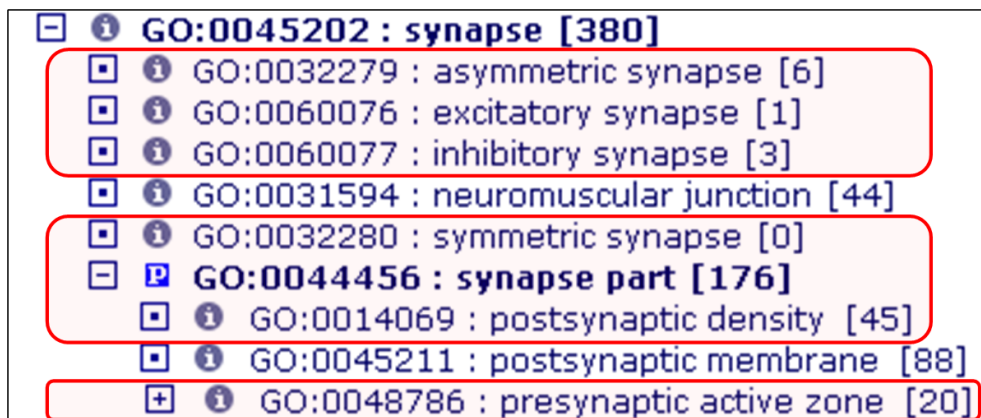 GO:0045202 : synapse [380]
GO:0032279 : asymmetric synapse [6]
GO:0060076 : excitatory synapse [1]
GO:0060077 : inhibitory synapse [3]
GO:0031594 : neuromuscular junction [44]
GO:0032280 : symmetric synapse [0]
P GO:0044456 : synapse part [176]
GO:0014069 : postsynaptic density [45]
GO:0045211 : postsynaptic membrane [88]
GO:0048786 : presynaptic active zone [20]